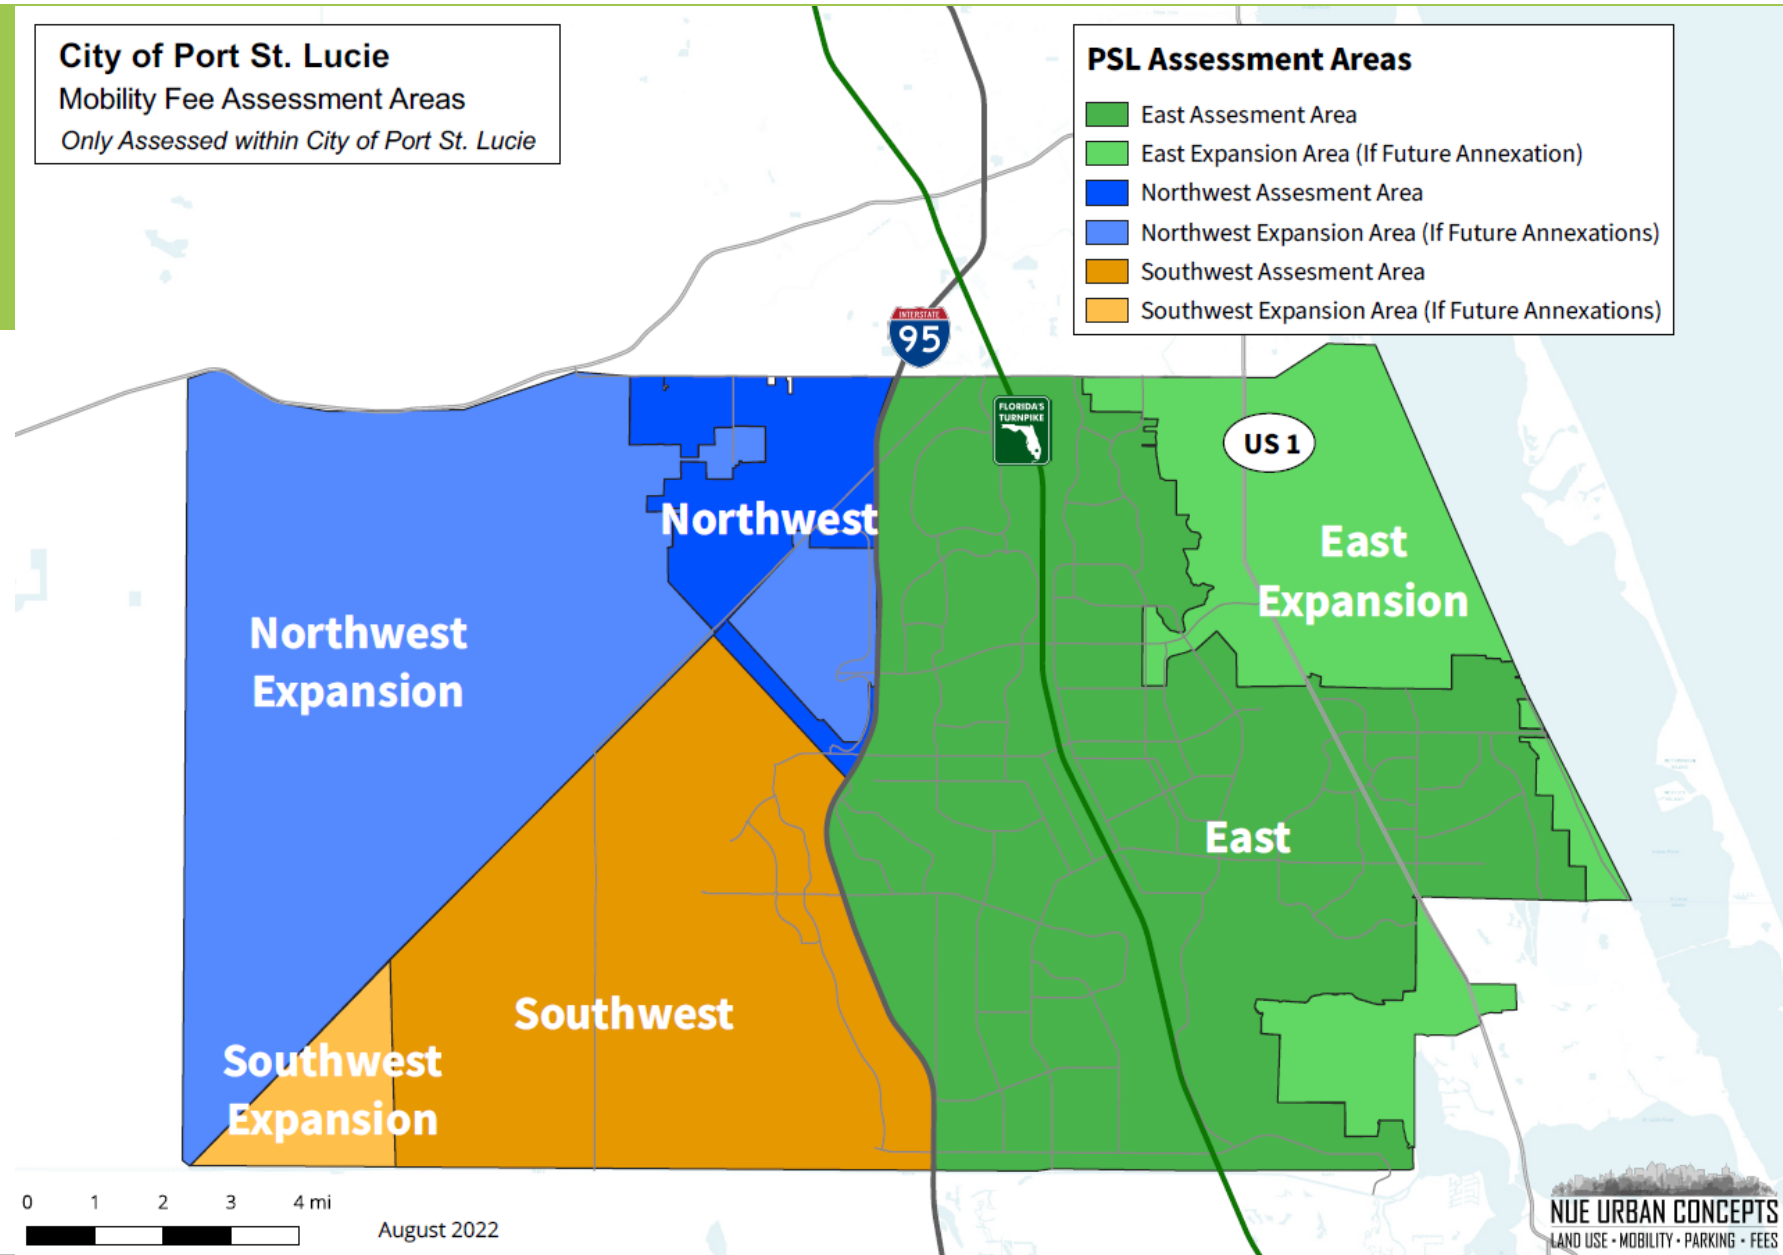 City of Port St. Lucie
Mobility Fee Assessment Areas
Only Assessed within City of Port St. Lucie
PSL Assessment Areas
East Assesment Area
East Expansion Area (If Future Annexation)
Northwest Assesment Area
Northwest Expansion Area (If Future Annexations)
Southwest Assesment Area
Southwest Expansion Area (If Future Annexations)
INTERSTATE
95
FLORIDA'S
TURNPIKE
US 1
Northwest
East
Expansion
Northwest
Expansion
East
Southwest
Southwest
Expansion
0 1 2 3 4 mi
August 2022
NUE URBAN CONCEPTS
LAND USE • MOBILITY • PARKING • FEES